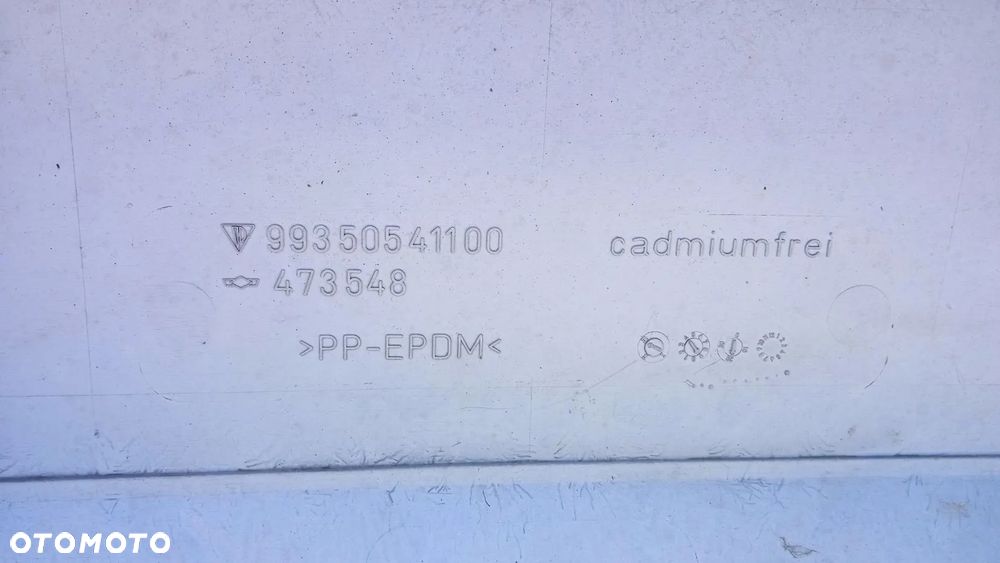 99350541100
cadmiumfrei
473548
>PP-EPDM<
OTOMOTO